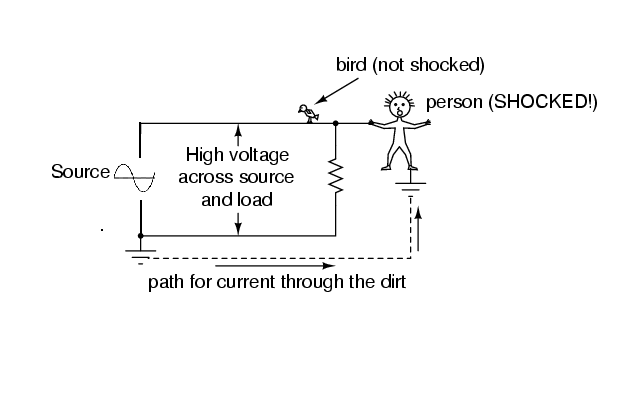 bird (not shocked)
person (SHOCKED!)
Source
High voltage
across source
and load
path for current through the dirt